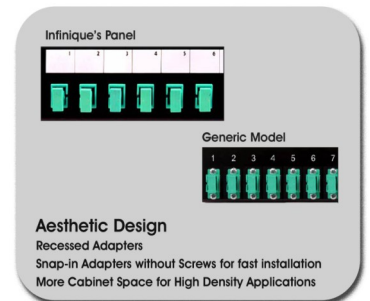 Infinique's Panel
1 2 3 4 5 6
Generic Model
1 2 3 4 5 6 7
Aesthetic Design
Recessed Adapters
Snap-in Adapters without Screws for fast installation
More Cabinet Space for High Density Applications